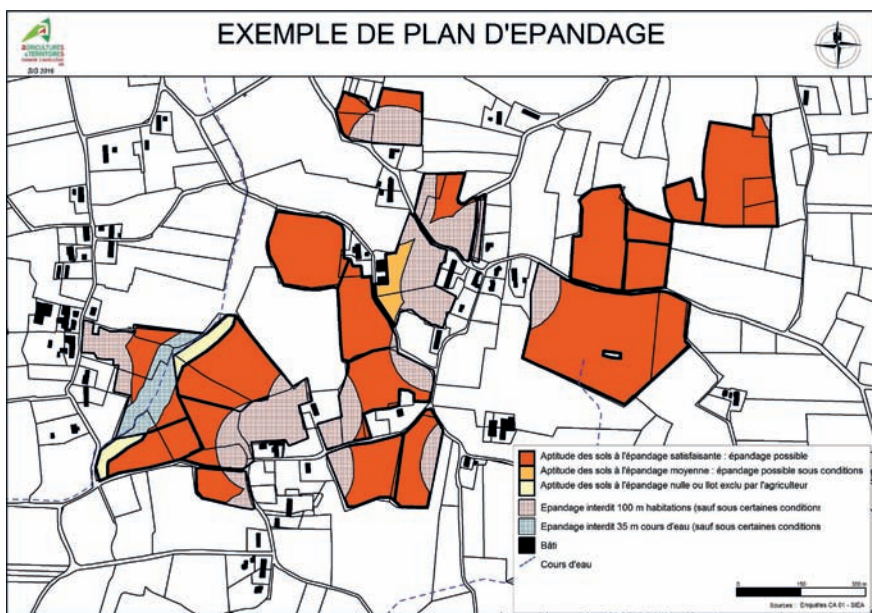 EXEMPLE DE PLAN D'EPANDAGE
AGRICULTURES
& TERRITOIRES
SIG 2016
Aptitude des sols à l'épandage satisfaisante : épandage possible
Aptitude des sols à l'épandage moyenne : épandage possible sous conditions
Aptitude des sols à l'épandage nulle ou îlot exclu par l'agriculteur
Epandage interdit 100 m habitations (sauf sous certaines conditions
Epandage interdit 35 m cours d'eau (sauf sous certaines conditions
Bâti
Cours d'eau
0 150 300 m
Sources : Enquêtes CA 01 - SIEA